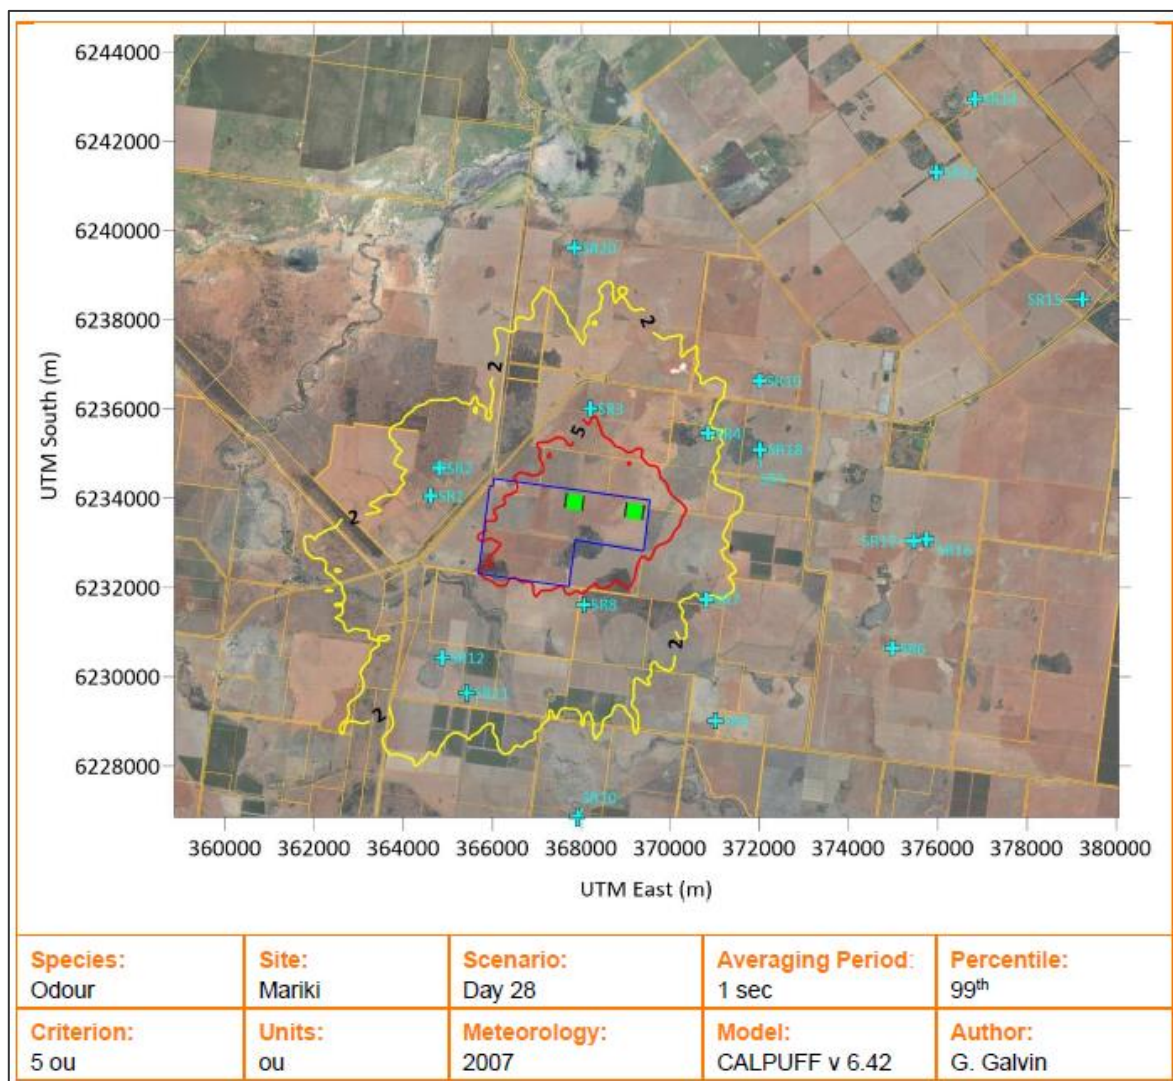 6244000
6242000
6240000
6238000
6236000
6234000
6232000
6230000
6228000
UTM South (m)
SR20
SR15
2
2
SR19
SR3
5
SR4
SR18
SR2
SR1
2
SR17
SR16
SR8
SR7
2
SR6
SR12
SR11
2
SR10
360000 362000 364000 366000 368000 370000 372000 374000 376000 378000 380000
UTM East (m)
Species:
Odour
Site:
Mariki
Scenario:
Day 28
Averaging Period:
1 sec
Percentile:
99th
Criterion:
5 ou
Units:
ou
Meteorology:
2007
Model:
CALPUFF v 6.42
Author:
G. Galvin